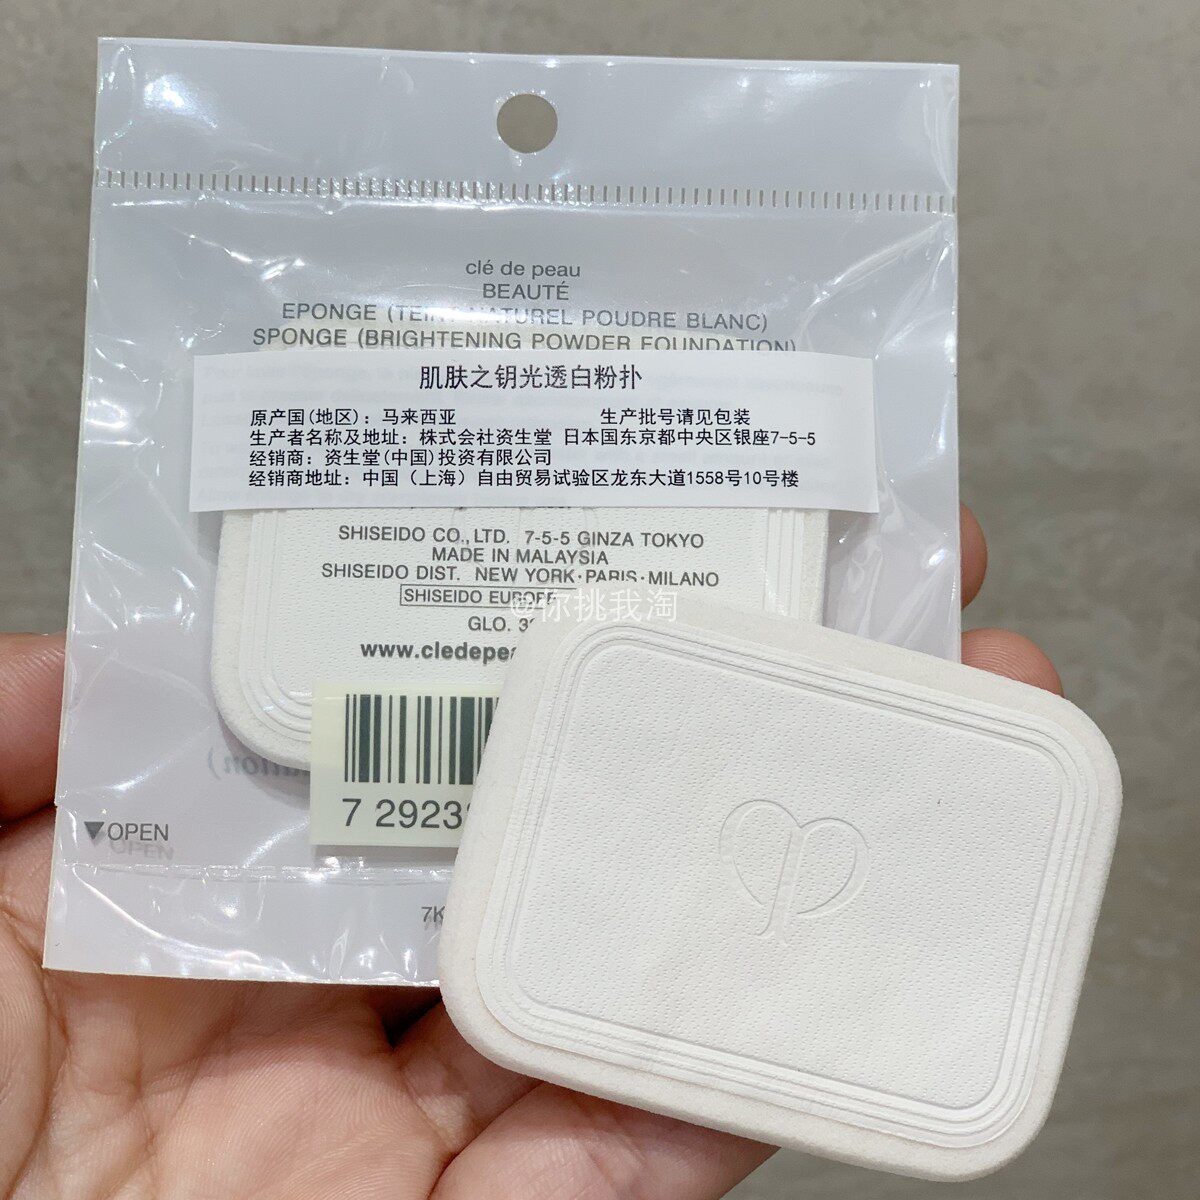 clé de peau
BEAUTÉ
EPONGE (TEINT NATUREL POUDRE BLANC)
SPONGE (BRIGHTENING POWDER FOUNDATION)
肌肤之钥光透白粉扑
原产国(地区)：马来西亚 生产批号请见包装
生产者名称及地址：株式会社资生堂 日本国东京都中央区银座7-5-5
经销商：资生堂(中国)投资有限公司
经销商地址：中国（上海）自由贸易试验区龙东大道1558号10号楼
SHISEIDO CO., LTD. 7-5-5 GINZA TOKYO
MADE IN MALAYSIA
SHISEIDO DIST. NEW YORK·PARIS·MILANO
SHISEIDO EUROPE
@你挑我淘
GLO. 3
www.cledepea
7 2923
▼OPEN
7K